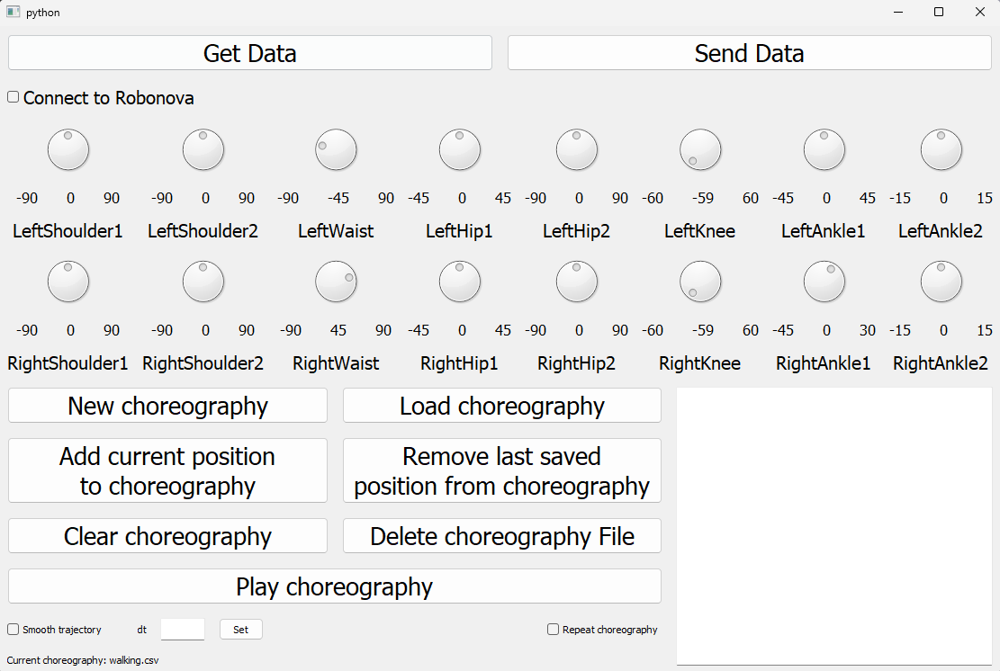 python
Get Data Send Data
Connect to Robonova
-90 0 90 -90 0 90 -90 -45 90 -45 0 45 -90 0 90 -60 -59 60 -45 0 45 -15 0 15
LeftShoulder1 LeftShoulder2 LeftWaist LeftHip1 LeftHip2 LeftKnee LeftAnkle1 LeftAnkle2
-90 0 90 -90 0 90 -90 45 90 -45 0 45 -90 0 90 -60 -59 60 -45 0 30 -15 0 15
RightShoulder1 RightShoulder2 RightWaist RightHip1 RightHip2 RightKnee RightAnkle1 RightAnkle2
New choreography Load choreography
Add current position
to choreography
Remove last saved
position from choreography
Clear choreography Delete choreography File
Play choreography
Smooth trajectory dt Set Repeat choreography
Current choreography: walking.csv